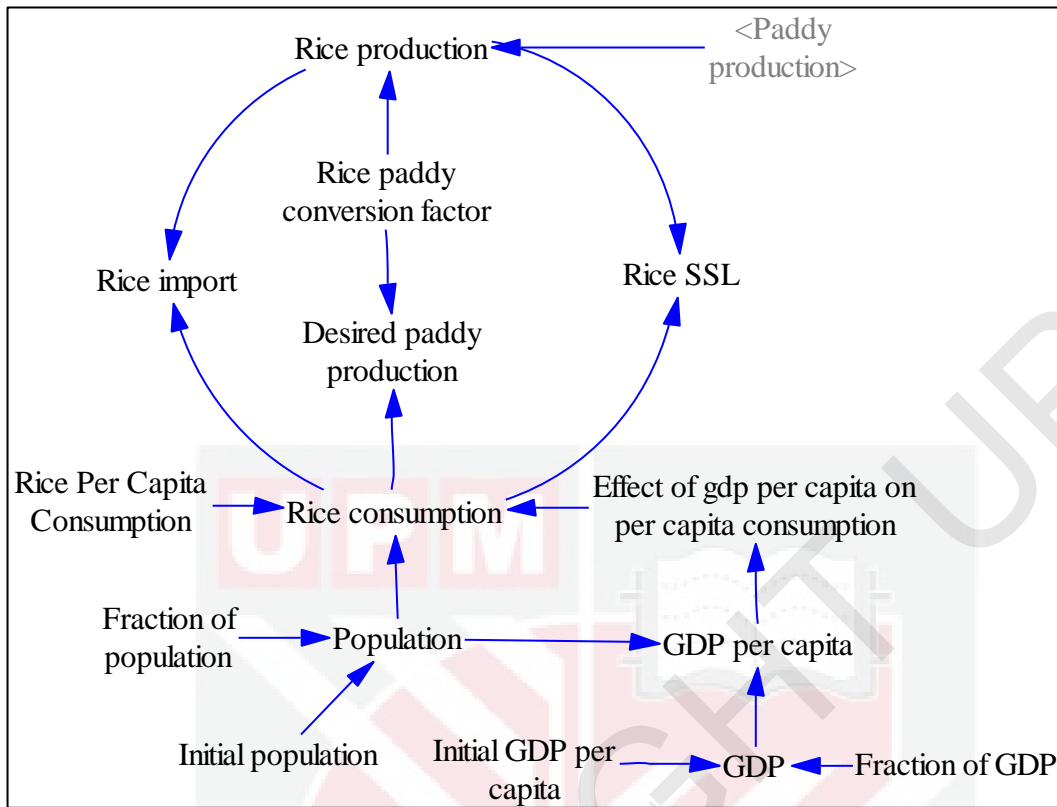 Rice production
<Paddy
production>
Rice paddy
conversion factor
Rice import
Rice SSL
Desired paddy
production
Rice Per Capita
Consumption
Rice consumption
Effect of gdp per capita on
per capita consumption
Fraction of
population
Population
GDP per capita
Initial population
Initial GDP per
capita
GDP
Fraction of GDP
UPM
GHT UP